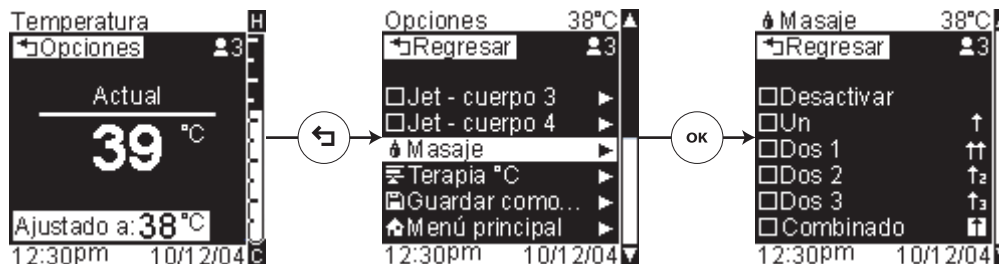 Temperatura H
Opciones 3
Actual
39 °C
Ajustado a: 38 °C
12:30pm 10/12/04 C
Opciones 38°C
Regresar 3
Jet - cuerpo 3
Jet - cuerpo 4
Masaje
Terapia °C
Guardar como...
Menú principal
12:30pm 10/12/04
OK
Masaje 38°C
Regresar 3
Desactivar
Un
Dos 1
Dos 2 2
Dos 3 3
Combinado
12:30pm 10/12/04